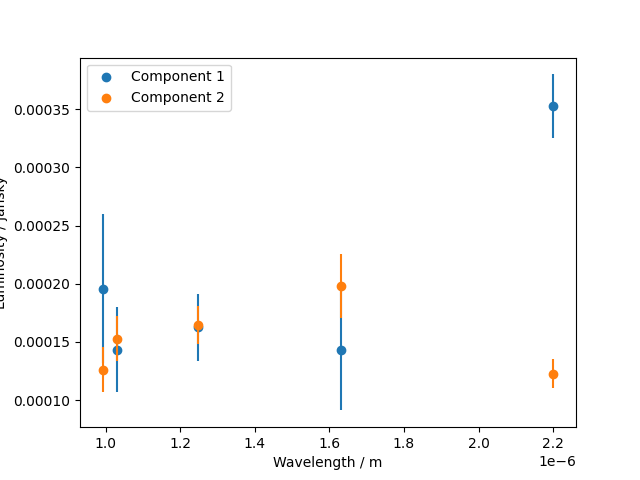 Component 1
Component 2
0.00035
0.00030
0.00025
0.00020
0.00015
0.00010
Luminosity / Jansky
1.0 1.2 1.4 1.6 1.8 2.0 2.2
1e−6
Wavelength / m